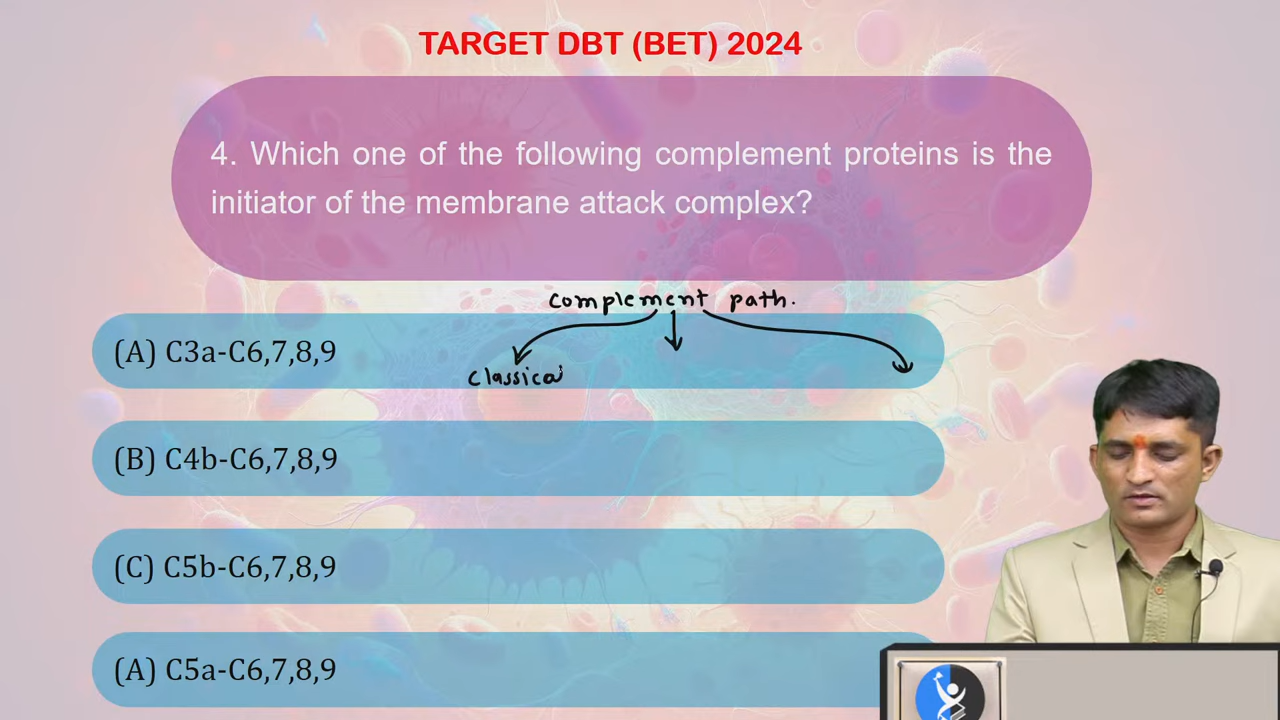 TARGET DBT (BET) 2024
4. Which one of the following complement proteins is the
initiator of the membrane attack complex?
complement path.
(A) C3a-C6,7,8,9
classical
(B) C4b-C6,7,8,9
(C) C5b-C6,7,8,9
(A) C5a-C6,7,8,9